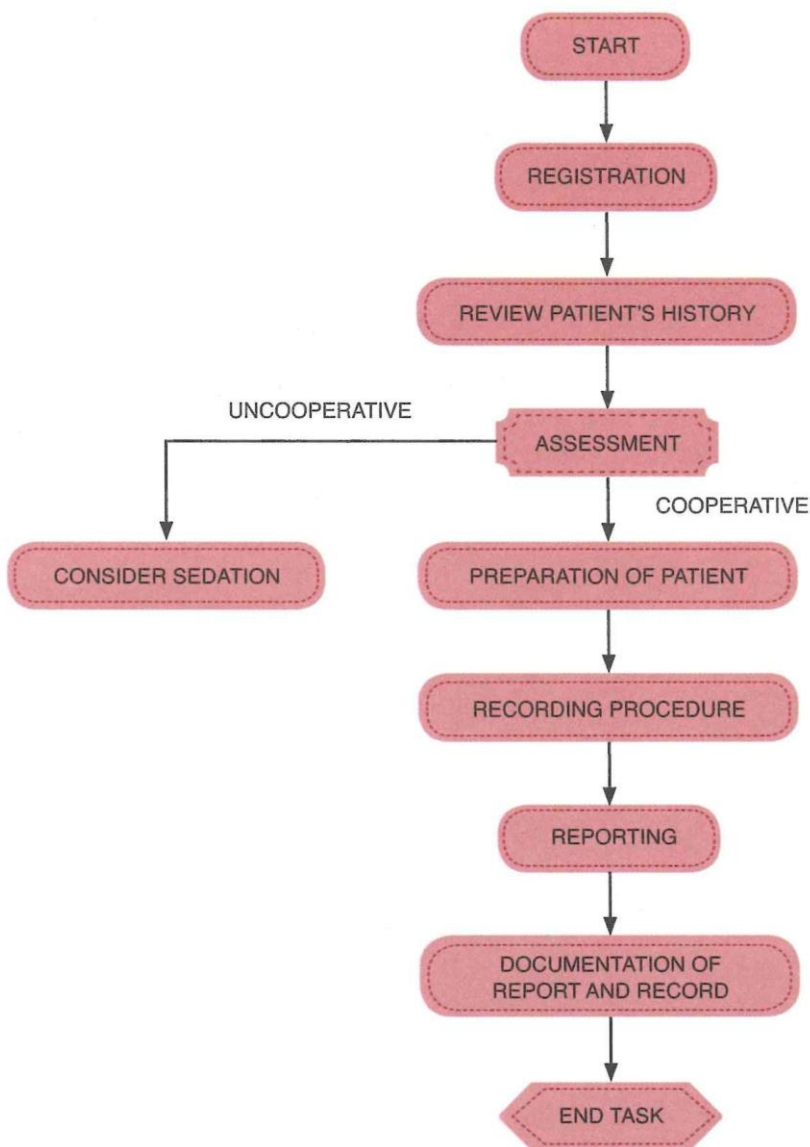 START
REGISTRATION
REVIEW PATIENT'S HISTORY
UNCOOPERATIVE
ASSESSMENT
COOPERATIVE
CONSIDER SEDATION
PREPARATION OF PATIENT
RECORDING PROCEDURE
REPORTING
DOCUMENTATION OF
REPORT AND RECORD
END TASK